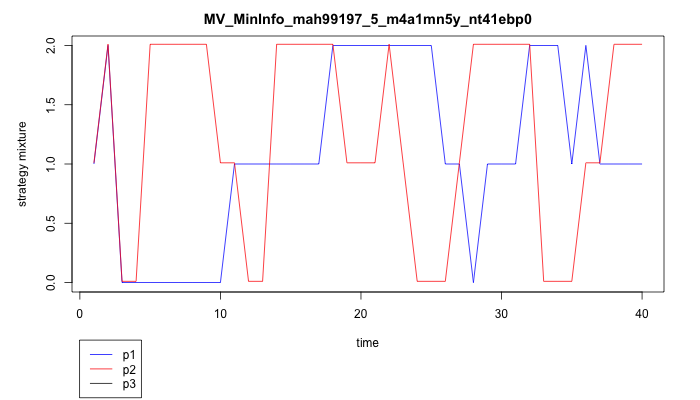 MV_MinInfo_mah99197_5_m4a1mn5y_nt41ebp0
strategy mixture
2.0
1.5
1.0
0.5
0.0
0 10 20 30 40
time
p1
p2
p3